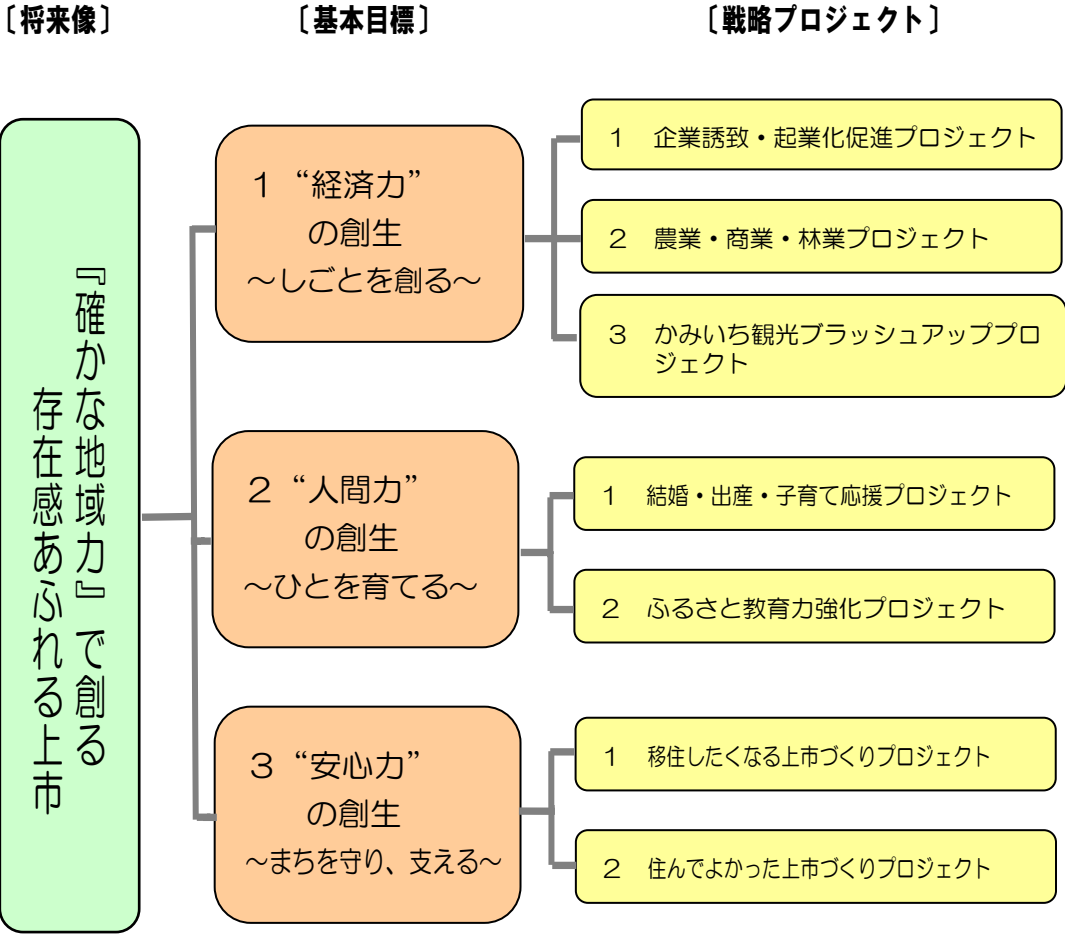 〔将来像〕
〔基本目標〕
〔戦略プロジェクト〕
『確かな地域力』で創る
存在感あふれる上市
１“経済力”
の創生
～しごとを創る～
１　企業誘致・起業化促進プロジェクト
２　農業・商業・林業プロジェクト
３　かみいち観光ブラッシュアッププロ
ジェクト
２“人間力”
の創生
～ひとを育てる～
１　結婚・出産・子育て応援プロジェクト
２　ふるさと教育力強化プロジェクト
３“安心力”
の創生
～まちを守り、支える～
１　移住したくなる上市づくりプロジェクト
２　住んでよかった上市づくりプロジェクト